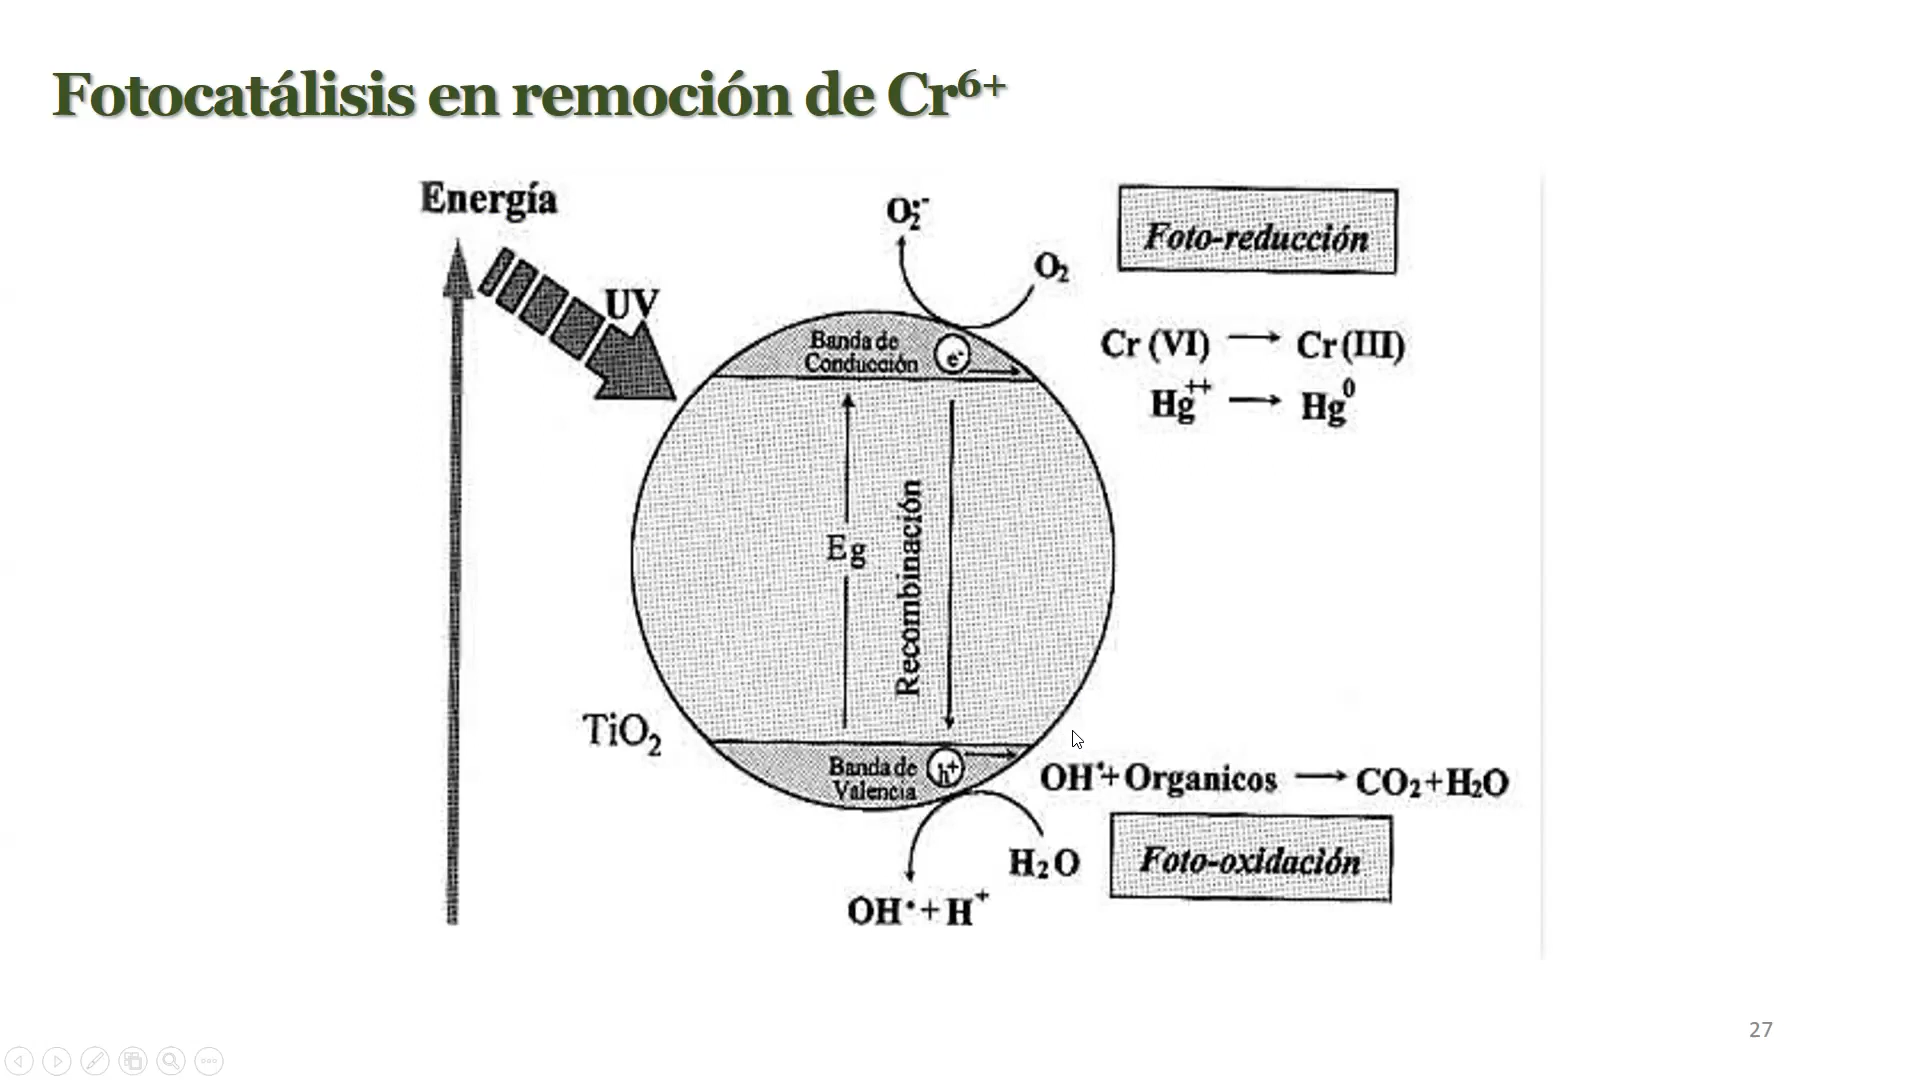 Fotocatálisis en remoción de Cr⁶⁺
Energía
UV
O₂•⁻
O₂
Foto-reducción
Cr (VI) → Cr (III)
Hg⁺⁺ → Hg⁰
Banda de
Conducción
e⁻
Eg
Recombinación
TiO₂
Banda de
Valencia
h⁺
OH•+Organicos → CO₂+H₂O
H₂O
Foto-oxidación
OH•+H⁺
27